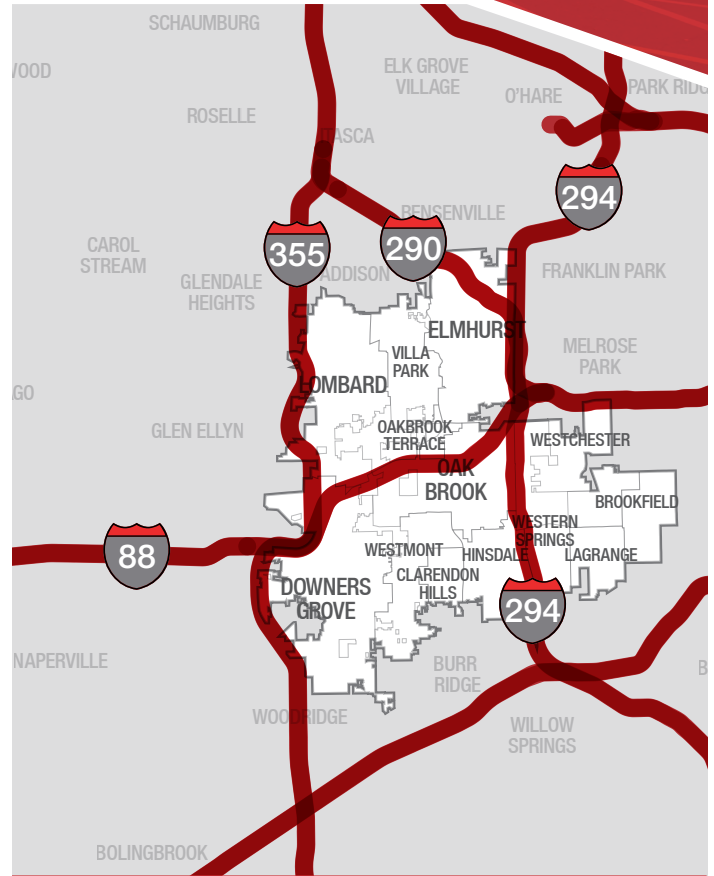 SCHAUMBURG
WOOD
ELK GROVE
VILLAGE
O'HARE
PARK RIDG
ROSELLE
ITASCA
294
BENSENVILLE
355
290
CAROL
STREAM
ADDISON
FRANKLIN PARK
GLENDALE
HEIGHTS
ELMHURST
VILLA
PARK
MELROSE
PARK
LOMBARD
AGO
GLEN ELLYN
OAKBROOK
TERRACE
WESTCHESTER
OAK
BROOK
BROOKFIELD
WESTERN
SPRINGS
88
WESTMONT
HINSDALE
LAGRANGE
CLARENDON
HILLS
DOWNERS
GROVE
294
NAPERVILLE
BURR
RIDGE
B
WOODRIDGE
WILLOW
SPRINGS
BOLINGBROOK